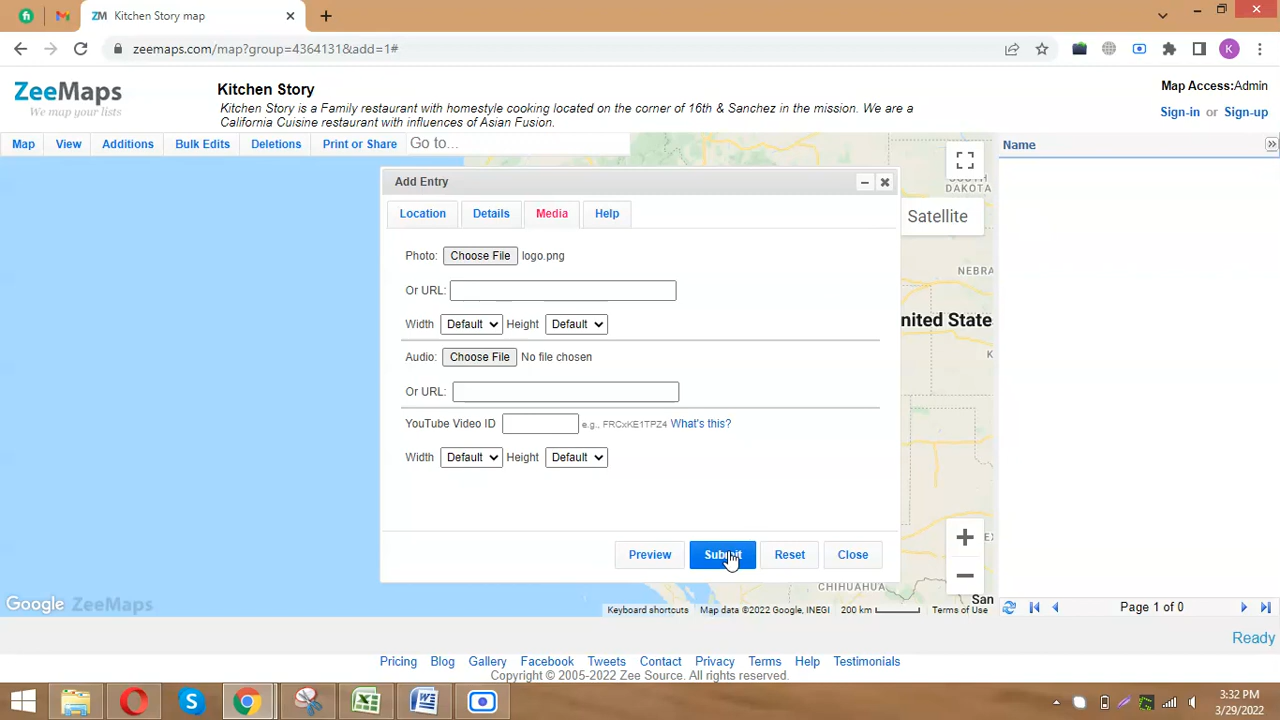 ZM Kitchen Story map
zeemaps.com/map?group=4364131&add=1#
K
ZeeMaps
We map your lists
Kitchen Story
Kitchen Story is a Family restaurant with homestyle cooking located on the corner of 16th & Sanchez in the mission. We are a
California Cuisine restaurant with influences of Asian Fusion.
Map Access:Admin
Sign-in or Sign-up
Map View Additions Bulk Edits Deletions Print or Share Go to...
Name
Add Entry
Location Details Media Help
Photo: Choose File logo.png
Or URL:
Width Default Height Default
Audio: Choose File No file chosen
Or URL:
YouTube Video ID e.g., FRCxKE1TPZ4 What's this?
Width Default Height Default
Preview Submit Reset Close
SOUTH
DAKOTA
Satellite
NEBRA
nited State
K
CHIHUAHUA
San
Google ZeeMaps
Keyboard shortcuts Map data ©2022 Google, INEGI 200 km Terms of Use
Page 1 of 0
Ready
Pricing Blog Gallery Facebook Tweets Contact Privacy Terms Help Testimonials
Copyright © 2005-2022 Zee Source. All rights reserved.
3:32 PM
3/29/2022